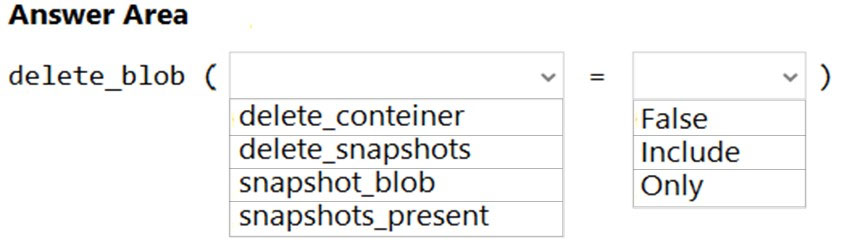 Answer Area
delete_blob ( = )
delete_conteiner
delete_snapshots
snapshot_blob
snapshots_present
False
Include
Only